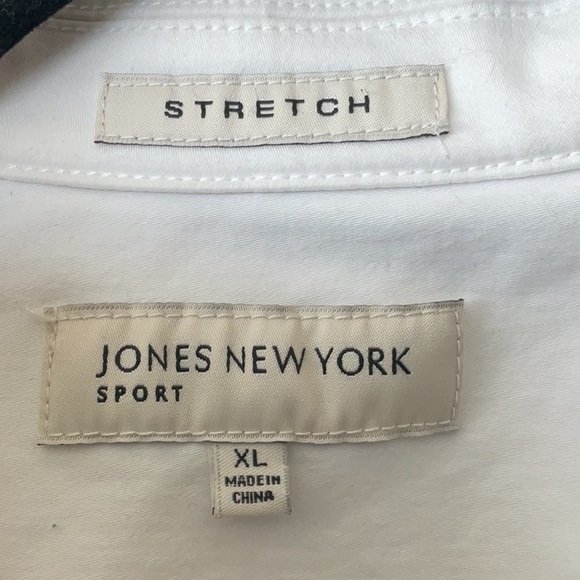 STRETCH
JONES NEW YORK
SPORT
XL
MADE IN
CHINA